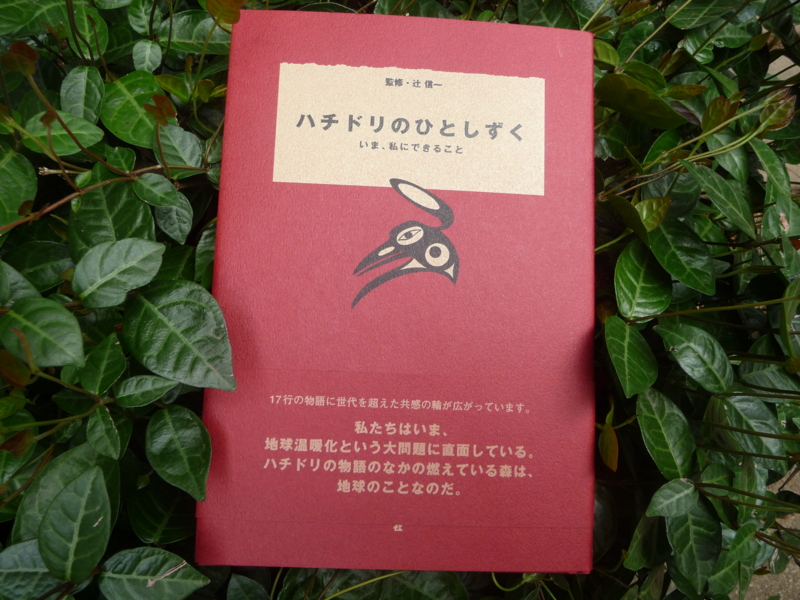 監修・辻 信一
ハチドリのひとしずく
いま、私にできること
17行の物語に世代を超えた共感の輪が広がっています。
私たちはいま、
地球温暖化という大問題に直面している。
ハチドリの物語のなかの燃えている森は、
地球のことなのだ。